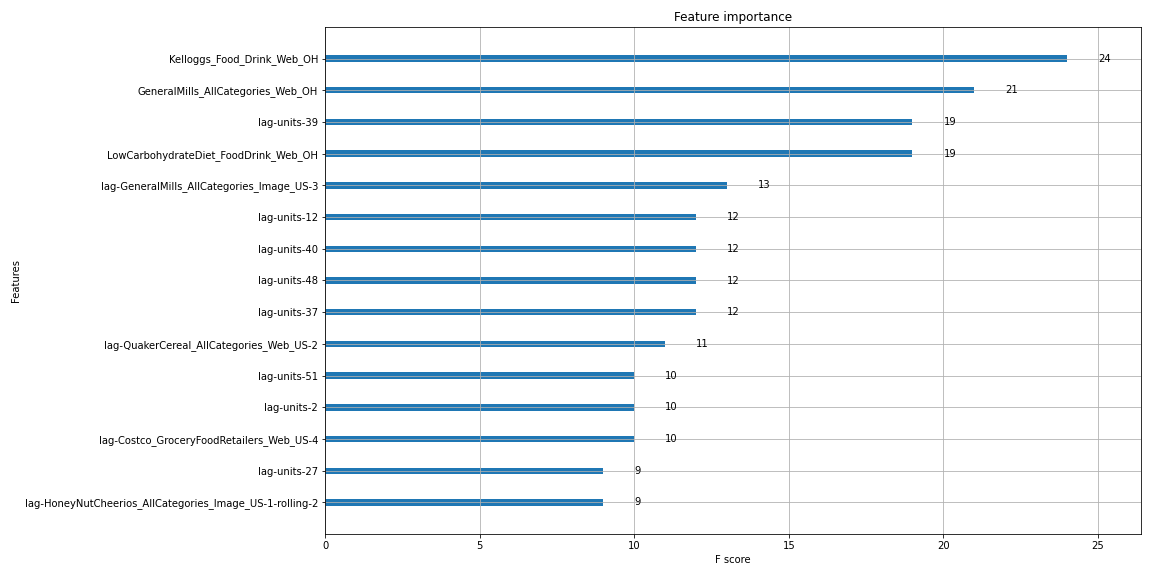 Feature importance
Kelloggs_Food_Drink_Web_OH 24
GeneralMills_AllCategories_Web_OH 21
lag-units-39 19
LowCarbohydrateDiet_FoodDrink_Web_OH 19
lag-GeneralMills_AllCategories_Image_US-3 13
lag-units-12 12
lag-units-40 12
lag-units-48 12
lag-units-37 12
lag-QuakerCereal_AllCategories_Web_US-2 11
lag-units-51 10
lag-units-2 10
lag-Costco_GroceryFoodRetailers_Web_US-4 10
lag-units-27 9
lag-HoneyNutCheerios_AllCategories_Image_US-1-rolling-2 9
Features
0 5 10 15 20 25
F score